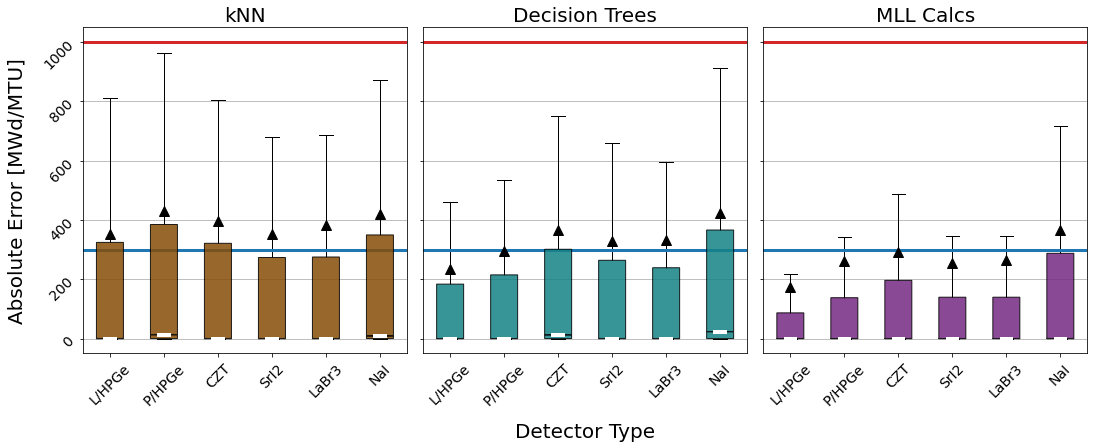 kNN
Decision Trees
MLL Calcs
Absolute Error [MWd/MTU]
1000
800
600
400
200
0
L/HPGe P/HPGe CZT SrI2 LaBr3 NaI
L/HPGe P/HPGe CZT SrI2 LaBr3 NaI
L/HPGe P/HPGe CZT SrI2 LaBr3 NaI
Detector Type